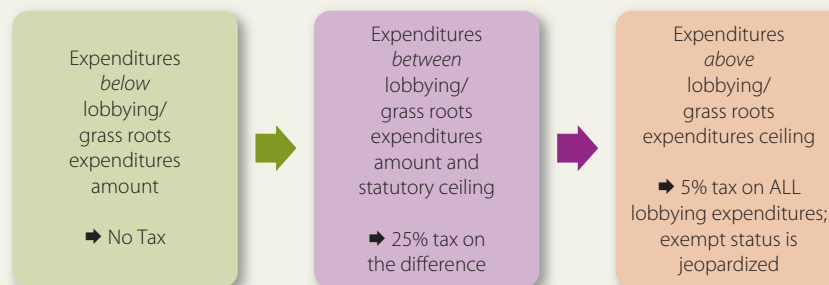 Expenditures
below
lobbying/
grass roots
expenditures
amount
➡ No Tax
Expenditures
between
lobbying/
grass roots
expenditures
amount and
statutory ceiling
➡ 25% tax on
the difference
Expenditures
above
lobbying/
grass roots
expenditures ceiling
➡ 5% tax on ALL
lobbying expenditures;
exempt status is
jeopardized